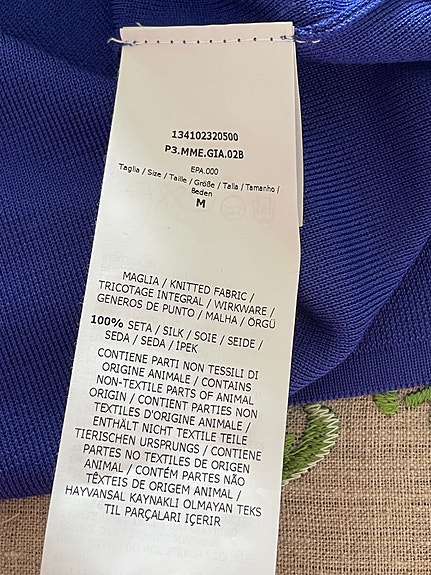 134102320500
P3.MME.GIA.02B
EPA.000
Taglia / Size / Taille / Größe / Talla / Tamanho /
Beden
M
MAGLIA / KNITTED FABRIC /
TRICOTAGE INTEGRAL / WIRKWARE /
GENEROS DE PUNTO / MALHA / ÖRGÜ
100% SETA / SILK / SOIE / SEIDE /
SEDA / SEDA / İPEK
CONTIENE PARTI NON TESSILI DI
ORIGINE ANIMALE / CONTAINS
NON-TEXTILE PARTS OF ANIMAL
ORIGIN / CONTIENT PARTIES NON
TEXTILES D'ORIGINE ANIMALE /
ENTHÄLT NICHT TEXTILE TEILE
TIERISCHEN URSPRUNGS / CONTIENE
PARTES NO TEXTILES DE ORIGEN
ANIMAL / CONTÉM PARTES NÃO
TÊXTEIS DE ORIGEM ANIMAL /
HAYVANSAL KAYNAKLI OLMAYAN TEKS
TIL PARÇALARI İÇERIR